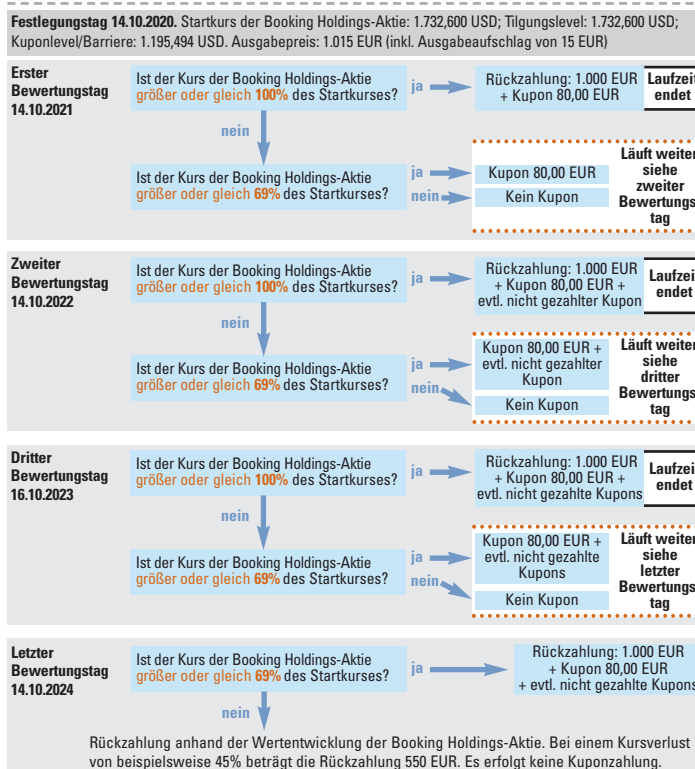 Festlegungstag 14.10.2020. Startkurs der Booking Holdings-Aktie: 1.732,600 USD; Tilgungslevel: 1.732,600 USD;
Kuponlevel/Barriere: 1.195,494 USD. Ausgabepreis: 1.015 EUR (inkl. Ausgabeaufschlag von 15 EUR)
Erster
Bewertungstag
14.10.2021
Ist der Kurs der Booking Holdings-Aktie
größer oder gleich 100% des Startkurses?
ja
Rückzahlung: 1.000 EUR
+ Kupon 80,00 EUR
Laufzeit
endet
nein
Ist der Kurs der Booking Holdings-Aktie
größer oder gleich 69% des Startkurses?
ja
nein
Kupon 80,00 EUR
Kein Kupon
Läuft weiter
siehe
zweiter
Bewertungs
tag
Zweiter
Bewertungstag
14.10.2022
Ist der Kurs der Booking Holdings-Aktie
größer oder gleich 100% des Startkurses?
ja
Rückzahlung: 1.000 EUR
+ Kupon 80,00 EUR +
evtl. nicht gezahlter Kupon
Laufzeit
endet
nein
Ist der Kurs der Booking Holdings-Aktie
größer oder gleich 69% des Startkurses?
ja
nein
Kupon 80,00 EUR +
evtl. nicht gezahlter
Kupon
Kein Kupon
Läuft weiter
siehe
dritter
Bewertungs
tag
Dritter
Bewertungstag
16.10.2023
Ist der Kurs der Booking Holdings-Aktie
größer oder gleich 100% des Startkurses?
ja
Rückzahlung: 1.000 EUR
+ Kupon 80,00 EUR +
evtl. nicht gezahlte Kupons
Laufzeit
endet
nein
Ist der Kurs der Booking Holdings-Aktie
größer oder gleich 69% des Startkurses?
ja
nein
Kupon 80,00 EUR +
evtl. nicht gezahlte
Kupons
Kein Kupon
Läuft weiter
siehe
letzter
Bewertungs
tag
Letzter
Bewertungstag
14.10.2024
Ist der Kurs der Booking Holdings-Aktie
größer oder gleich 69% des Startkurses?
ja
Rückzahlung: 1.000 EUR
+ Kupon 80,00 EUR
+ evtl. nicht gezahlte Kupons
nein
Rückzahlung anhand der Wertentwicklung der Booking Holdings-Aktie. Bei einem Kursverlust
von beispielsweise 45% beträgt die Rückzahlung 550 EUR. Es erfolgt keine Kuponzahlung.